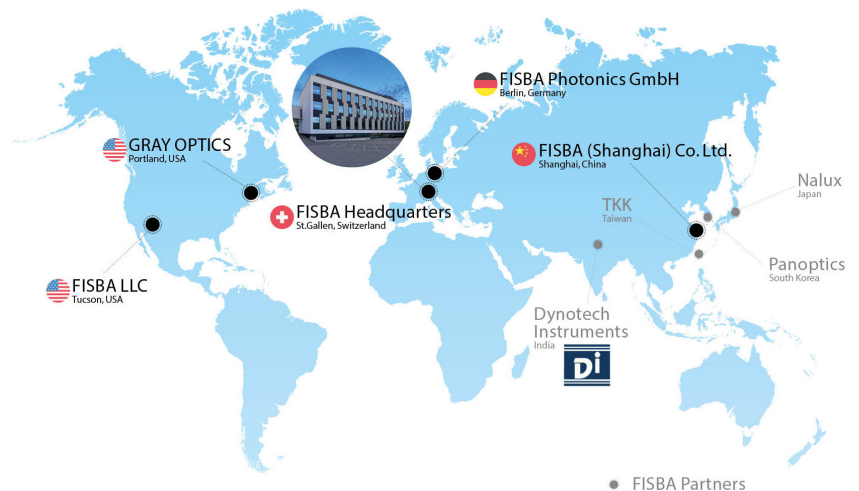 FISBA Photonics GmbH
Berlin, Germany
GRAY OPTICS
Portland, USA
FISBA (Shanghai) Co. Ltd.
Shanghai, China
Nalux
Japan
TKK
Taiwan
FISBA Headquarters
St.Gallen, Switzerland
Panoptics
South Korea
FISBA LLC
Tucson, USA
Dynotech
Instruments
India
Di
FISBA Partners